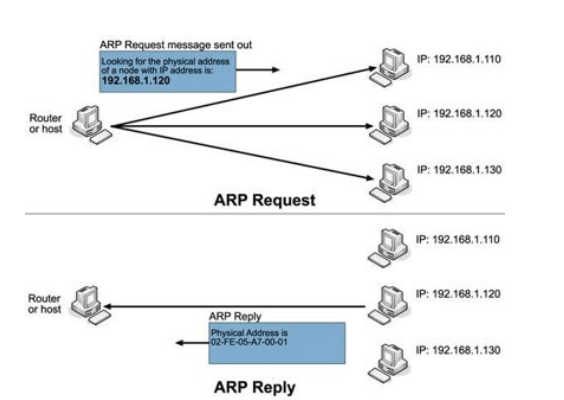 ARP Request message sent out
Looking for the physical address
of a node with IP address is:
192.168.1.120
Router
or host
IP: 192.168.1.110
IP: 192.168.1.120
IP: 192.168.1.130
ARP Request
IP: 192.168.1.110
Router
or host
IP: 192.168.1.120
ARP Reply
Physical Address is
02-FE-05-A7-00-01
IP: 192.168.1.130
ARP Reply